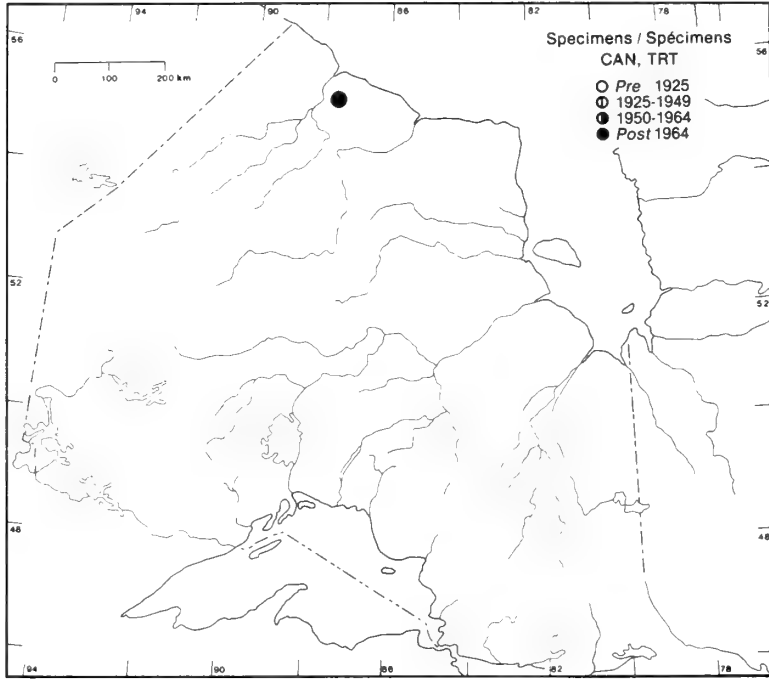 94 90 86 82 78
56 56
Specimens / Spécimens
CAN, TRT
0 100 200 km
Pre 1925
1925-1949
1950-1964
Post 1964
52 52
48 48
94 90 86 82 78